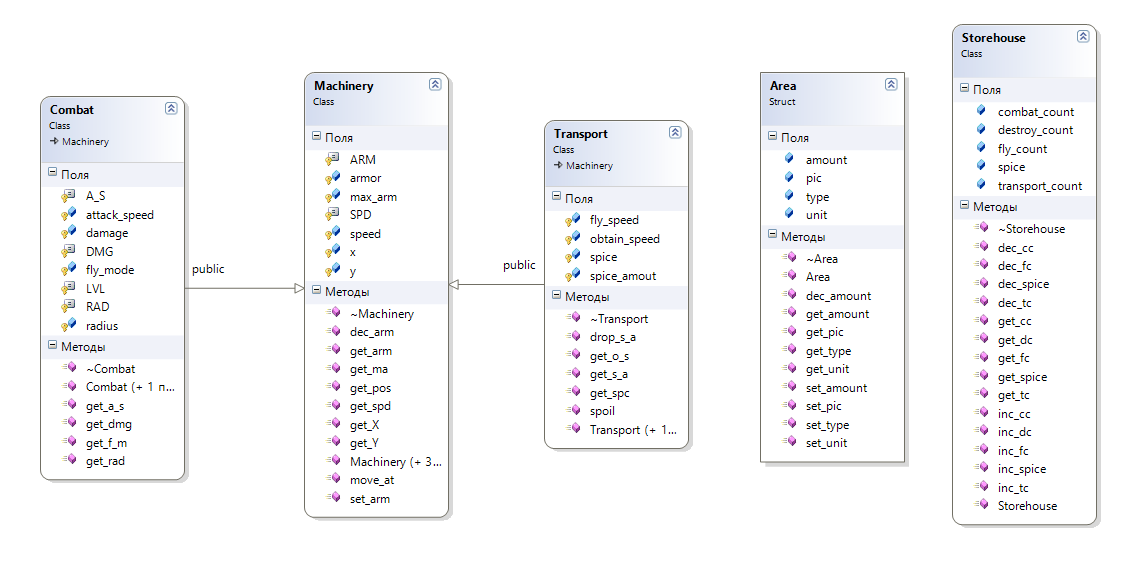 Combat
Class
Machinery
Поля
A_S
attack_speed
damage
DMG
fly_mode
LVL
RAD
radius
Методы
~Combat
Combat (+ 1 п...
get_a_s
get_dmg
get_f_m
get_rad
public
Machinery
Class
Поля
ARM
armor
max_arm
SPD
speed
x
y
Методы
~Machinery
dec_arm
get_arm
get_ma
get_pos
get_spd
get_X
get_Y
Machinery (+ 3...
move_at
set_arm
public
Transport
Class
Machinery
Поля
fly_speed
obtain_speed
spice
spice_amout
Методы
~Transport
drop_s_a
get_o_s
get_s_a
get_spc
spoil
Transport (+ 1...
Area
Struct
Поля
amount
pic
type
unit
Методы
~Area
Area
dec_amount
get_amount
get_pic
get_type
get_unit
set_amount
set_pic
set_type
set_unit
Storehouse
Class
Поля
combat_count
destroy_count
fly_count
spice
transport_count
Методы
~Storehouse
dec_cc
dec_fc
dec_spice
dec_tc
get_cc
get_dc
get_fc
get_spice
get_tc
inc_cc
inc_dc
inc_fc
inc_spice
inc_tc
Storehouse